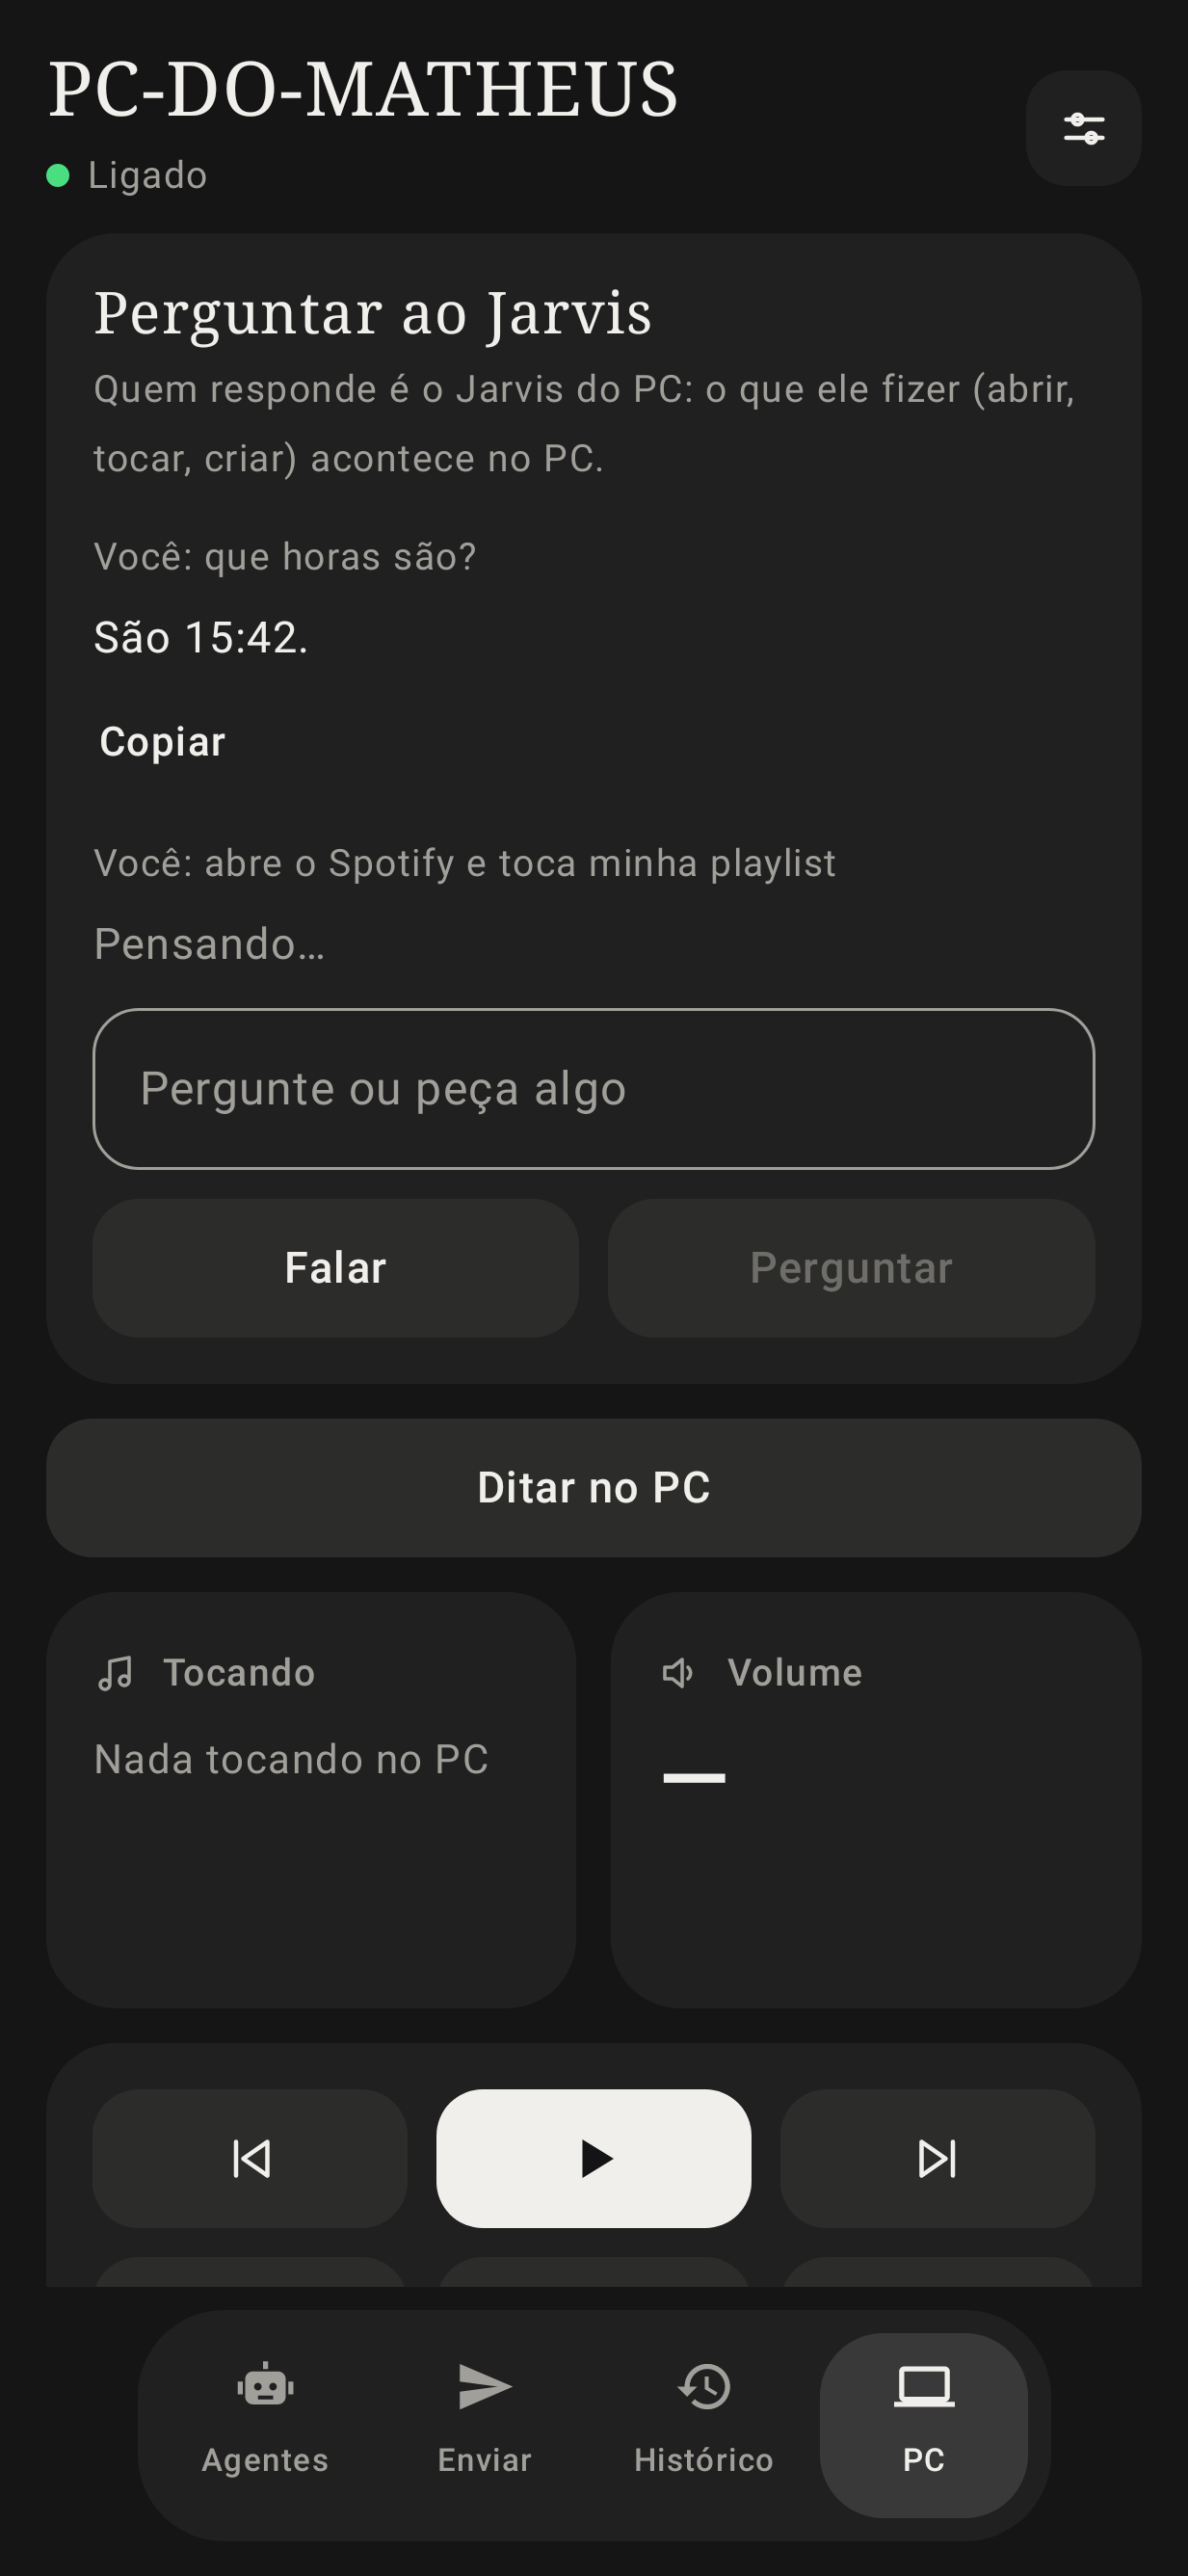 PC-DO-MATHEUS
Ligado
Perguntar ao Jarvis
Quem responde é o Jarvis do PC: o que ele fizer (abrir,
tocar, criar) acontece no PC.
Você: que horas são?
São 15:42.
Copiar
Você: abre o Spotify e toca minha playlist
Pensando…
Pergunte ou peça algo
Falar
Perguntar
Ditar no PC
Tocando
Volume
Nada tocando no PC
—
Agentes
Enviar
Histórico
PC